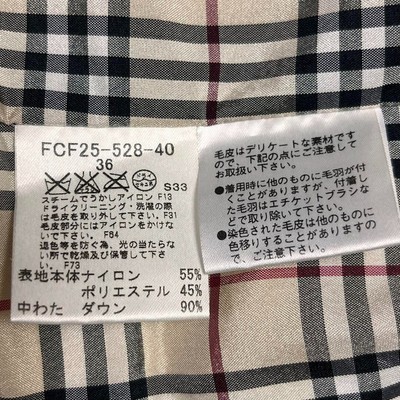 FCF25-528-40
36
S33
スチームでうかしアイロン F13
ドライクリーニング・洗濯の際
は毛皮を取り外して下さい。F31
毛皮部分にはアイロンをかけな
いで下さい。F84
退色等を防ぐ為、光の当たらな
い所で乾燥及び保管して下さ
い。F73
表地本体ナイロン 55%
ポリエステル 45%
中わた ダウン 90%
毛皮はデリケートな素材ですす
ので、下記の点にご注意して
お取扱い下さい。
●着用時に他のものに毛羽が付
くことがありますが、付着し
た毛羽はエチケットブラシな
どで取り除いて下さい。
●染色された毛皮は他のものに
色移りすることがありますの
でご注意下さい。